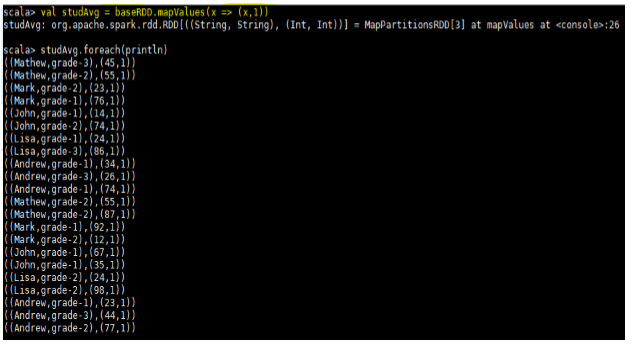 scala> val studAvg = baseRDD.mapValues(x => (x,1))
studAvg: org.apache.spark.rdd.RDD[((String, String), (Int, Int))] = MapPartitionsRDD[3] at mapValues at <console>:26
scala> studAvg.foreach(println)
((Mathew,grade-3),(45,1))
((Mathew,grade-2),(55,1))
((Mark,grade-2),(23,1))
((Mark,grade-1),(76,1))
((John,grade-1),(14,1))
((John,grade-2),(74,1))
((Lisa,grade-1),(24,1))
((Lisa,grade-3),(86,1))
((Andrew,grade-1),(34,1))
((Andrew,grade-3),(26,1))
((Andrew,grade-1),(74,1))
((Mathew,grade-2),(55,1))
((Mathew,grade-2),(87,1))
((Mark,grade-1),(92,1))
((Mark,grade-2),(12,1))
((John,grade-1),(67,1))
((John,grade-1),(35,1))
((Lisa,grade-2),(24,1))
((Lisa,grade-2),(98,1))
((Andrew,grade-1),(23,1))
((Andrew,grade-3),(44,1))
((Andrew,grade-2),(77,1))